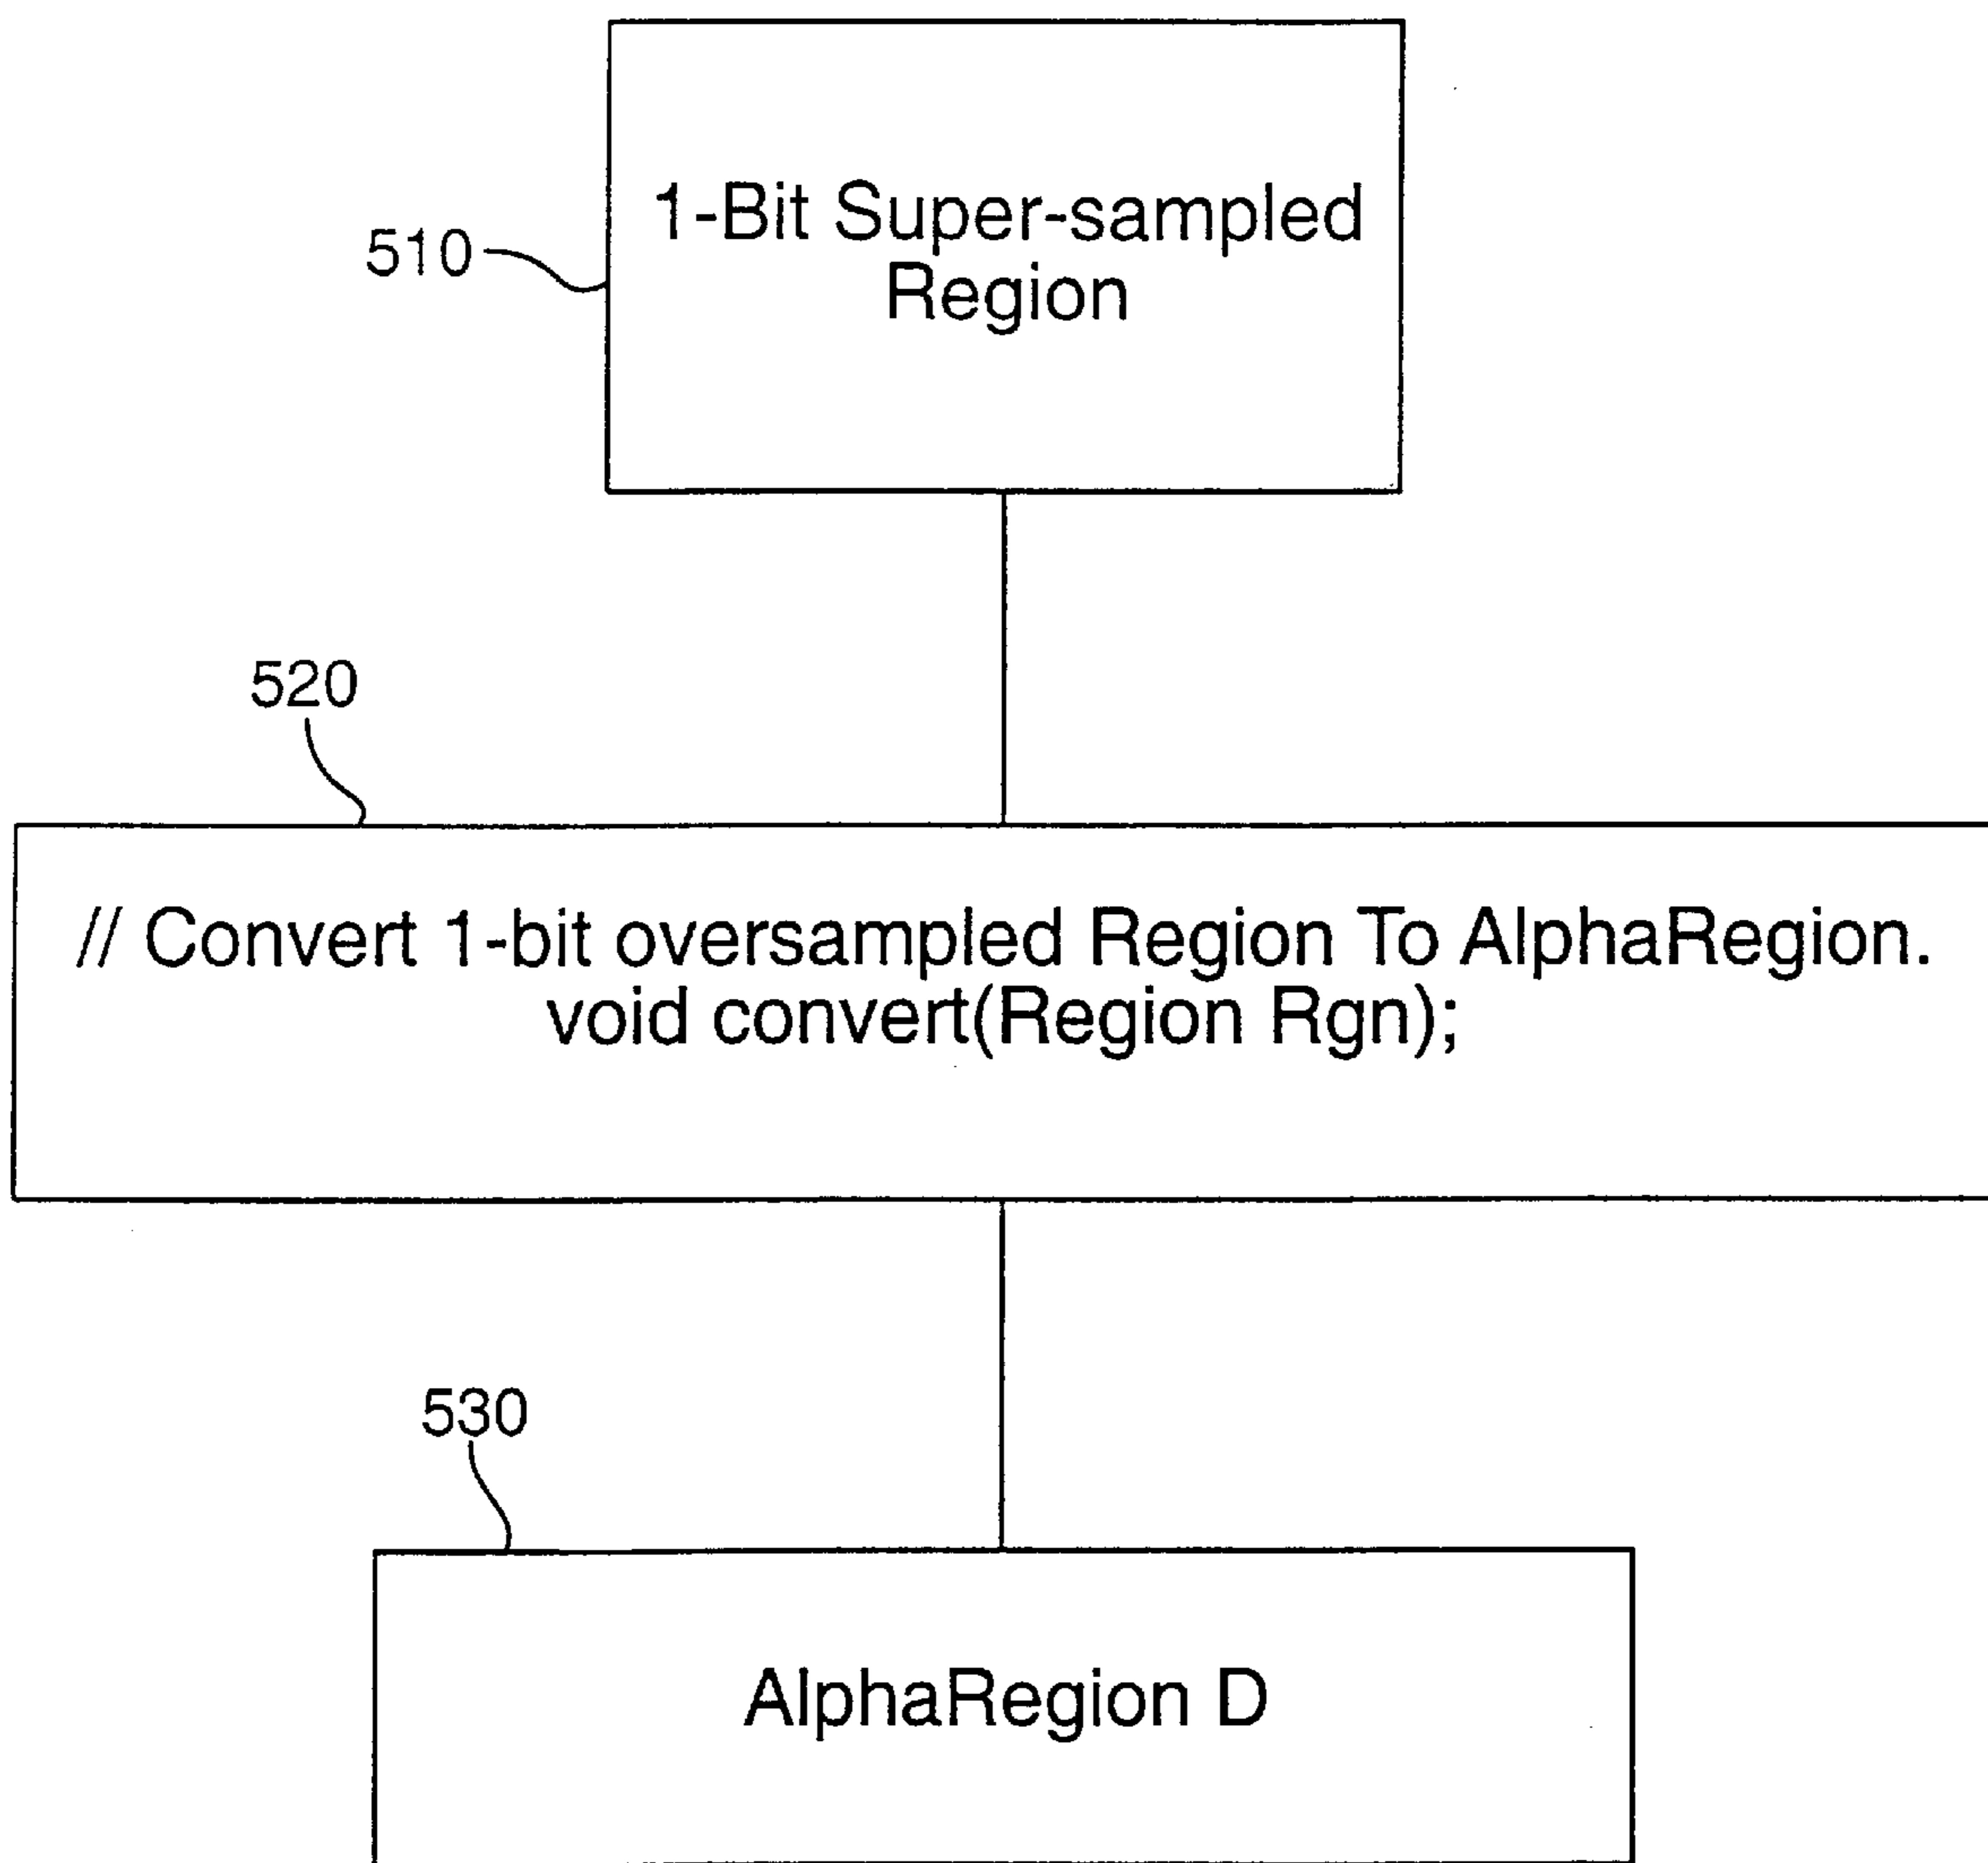 1-Bit Super-sampled
Region
510
520
// Convert 1-bit oversampled Region To AlphaRegion.
void convert(Region Rgn);
530
AlphaRegion D